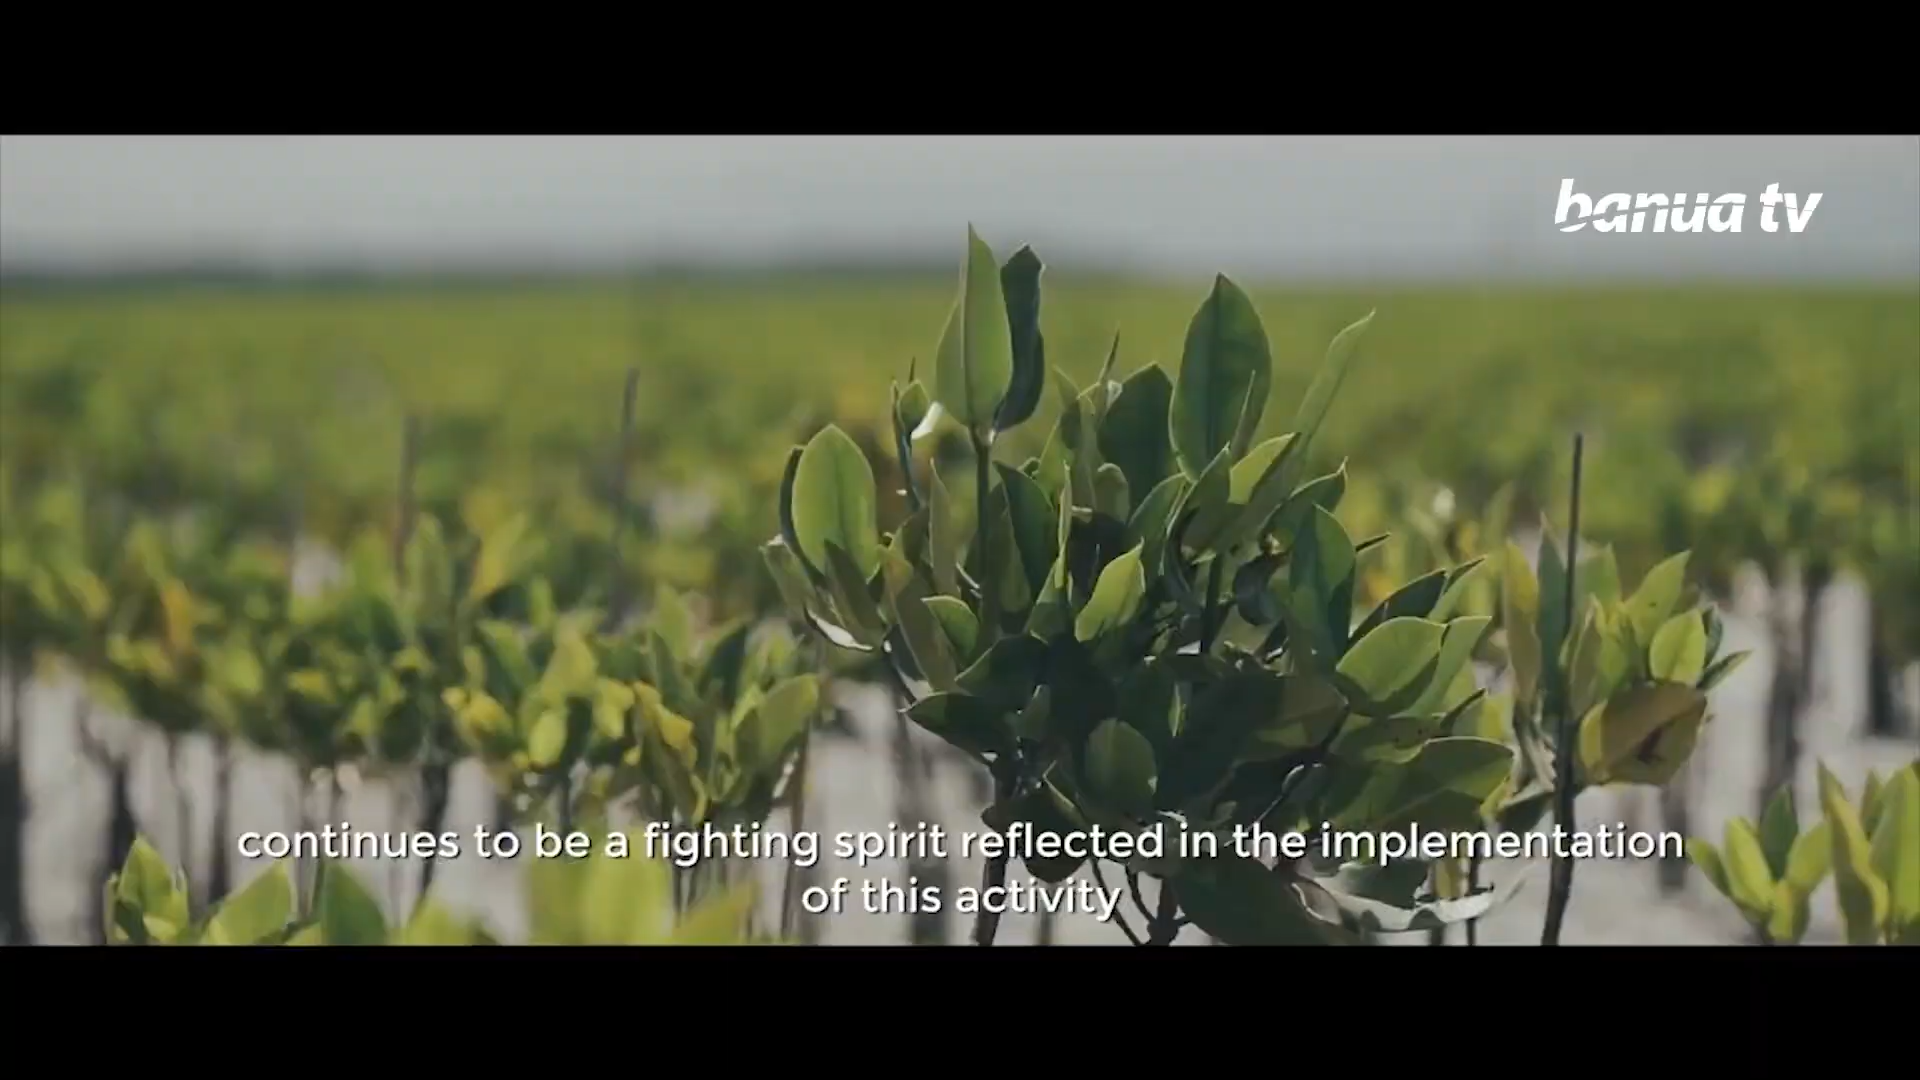 banua tv
continues to be a fighting spirit reflected in the implementation
of this activity